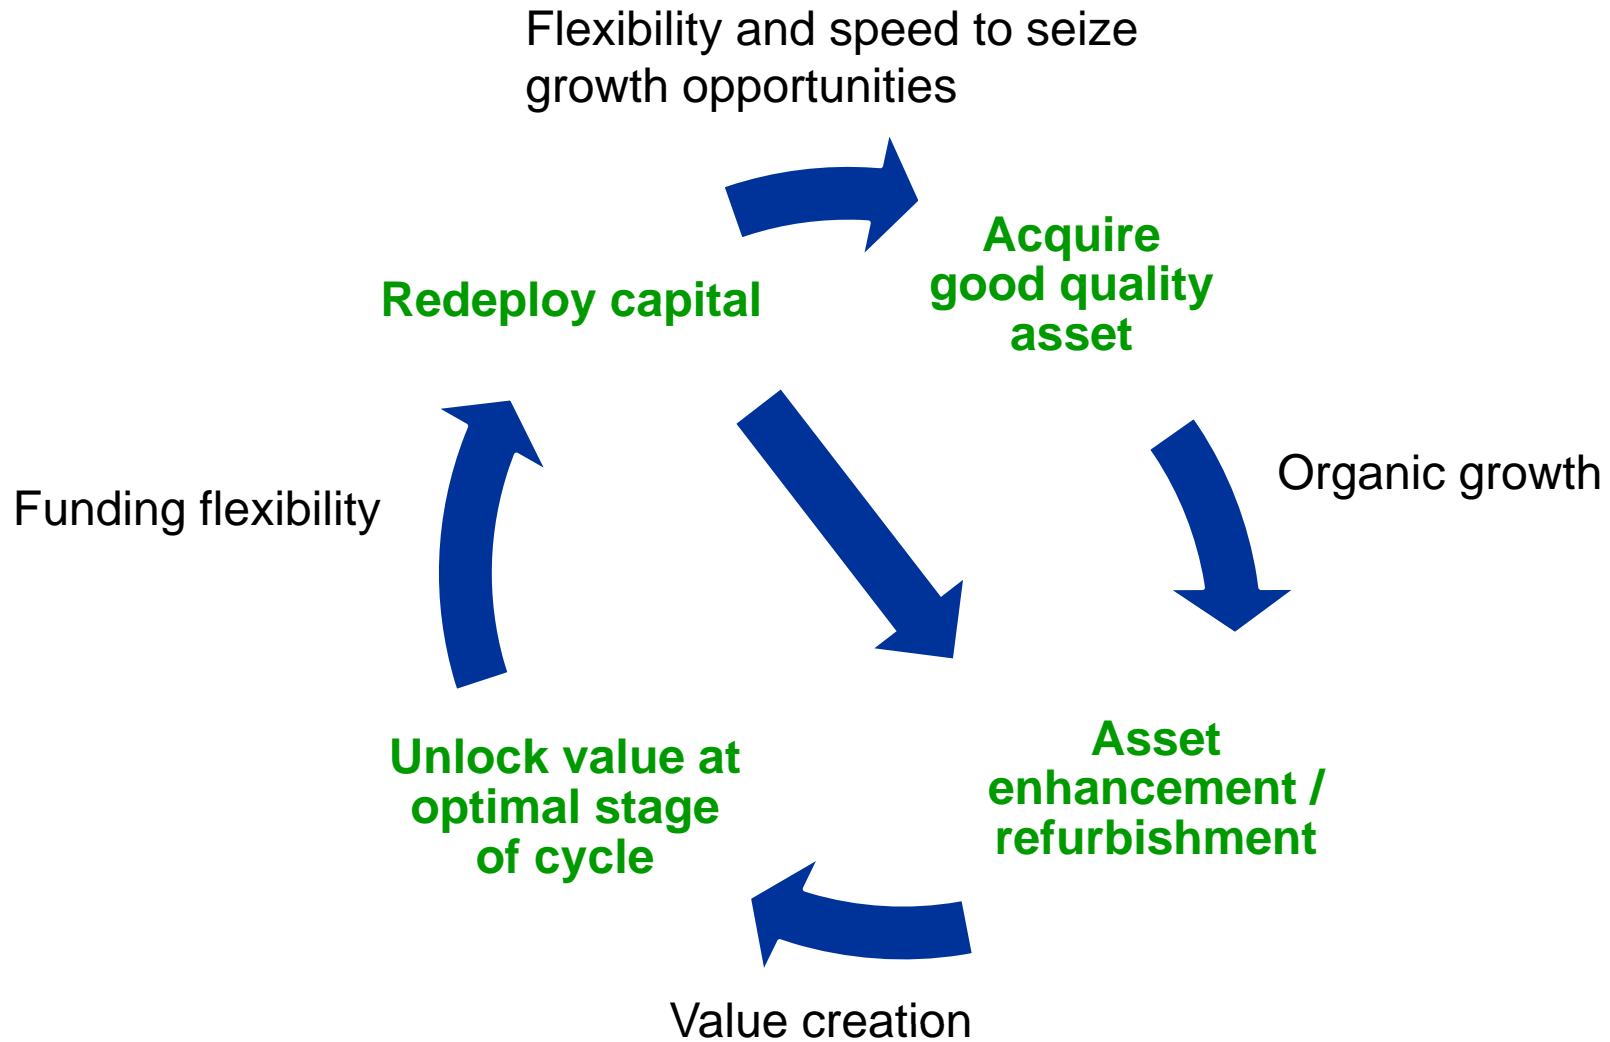 Flexibility and speed to seize
growth opportunities
Acquire
good quality
asset
Redeploy capital
Organic growth
Funding flexibility
Asset
enhancement /
refurbishment
Unlock value at
optimal stage
of cycle
Value creation